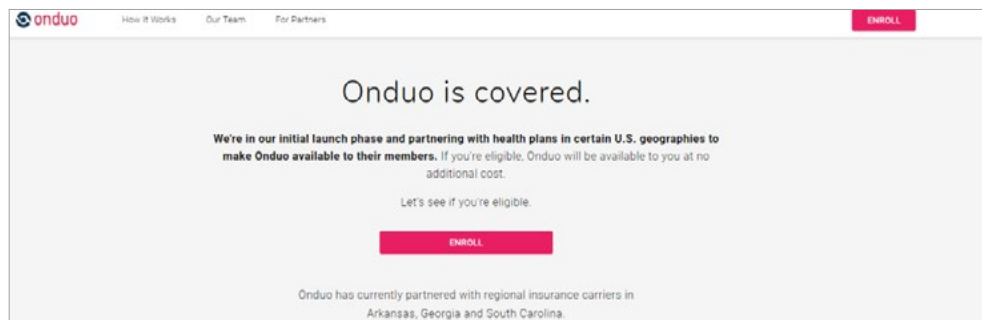 onduo How It Works Our Team For Partners ENROLL
Onduo is covered.
We're in our initial launch phase and partnering with health plans in certain U.S. geographies to
make Onduo available to their members. If you're eligible, Onduo will be available to you at no
additional cost.
Let's see if you're eligible.
ENROLL
Onduo has currently partnered with regional insurance carriers in
Arkansas, Georgia and South Carolina.